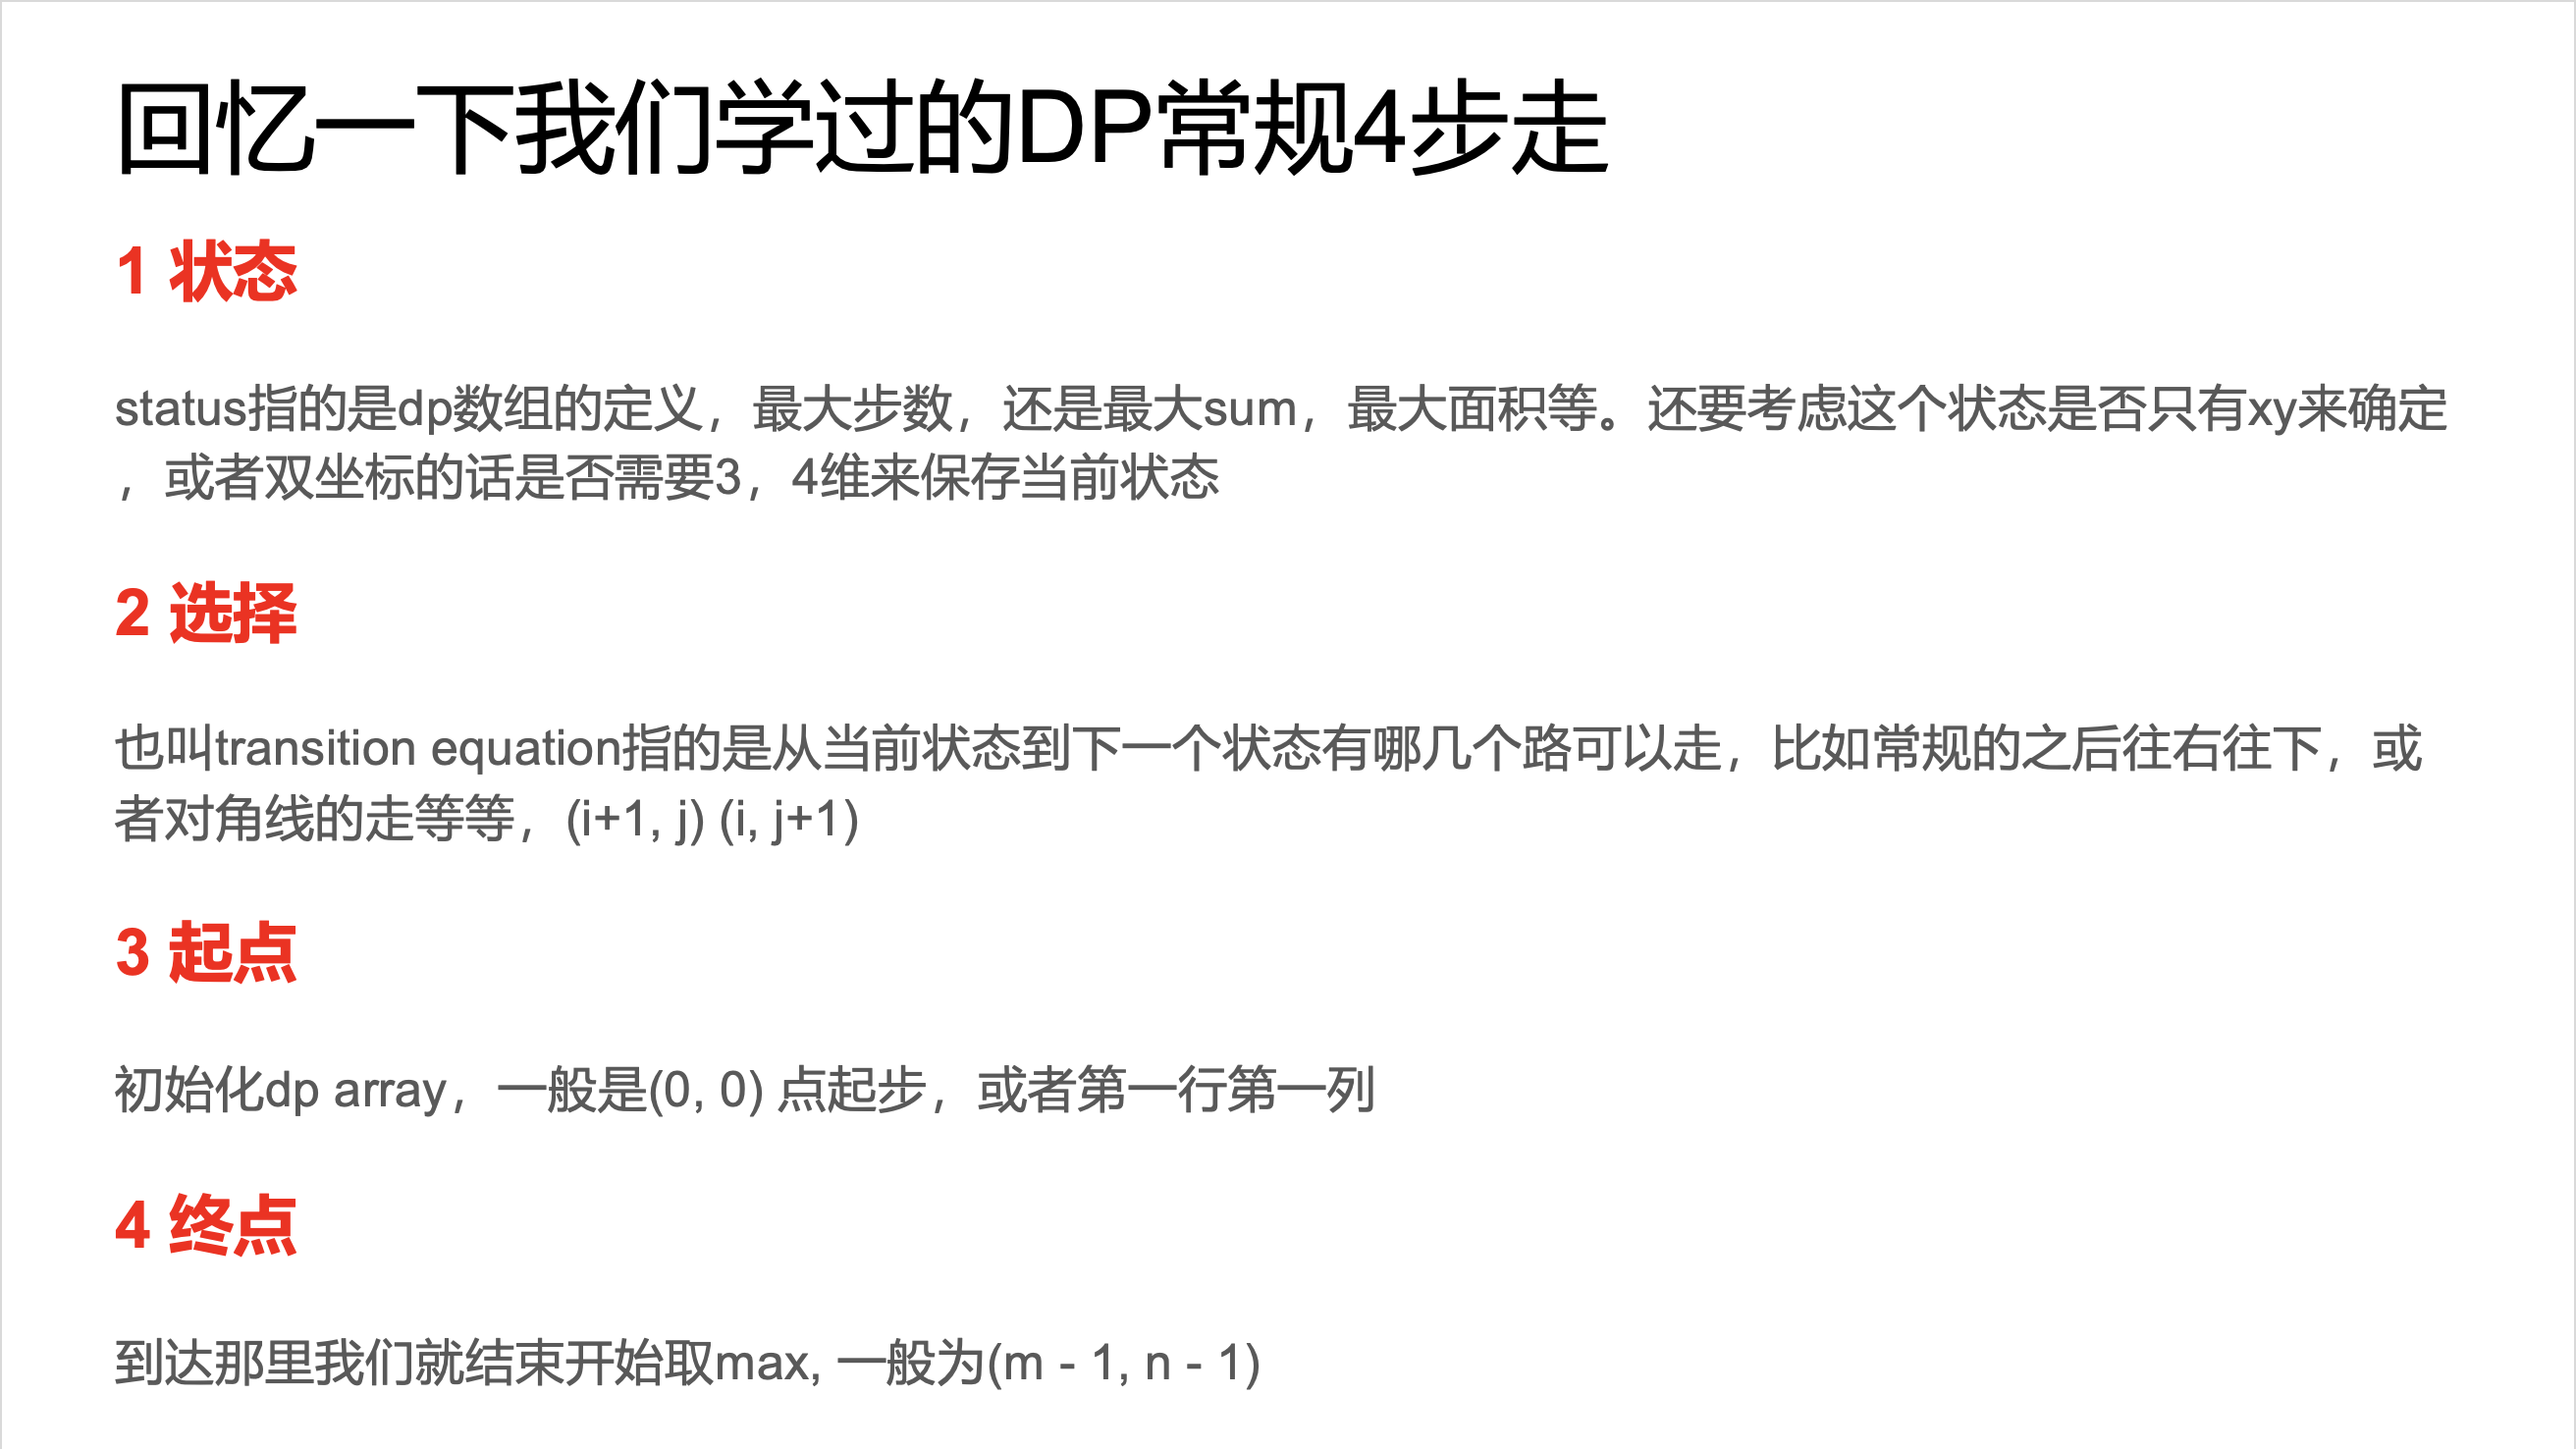 回忆一下我们学过的DP常规4步走
1 状态
status指的是dp数组的定义，最大步数，还是最大sum，最大面积等。还要考虑这个状态是否只有xy来确定
，或者双坐标的话是否需要3，4维来保存当前状态
2 选择
也叫transition equation指的是从当前状态到下一个状态有哪几个路可以走，比如常规的之后往右往下，或
者对角线的走等等，(i+1, j) (i, j+1)
3 起点
初始化dp array，一般是(0, 0) 点起步，或者第一行第一列
4 终点
到达那里我们就结束开始取max, 一般为(m - 1, n - 1)